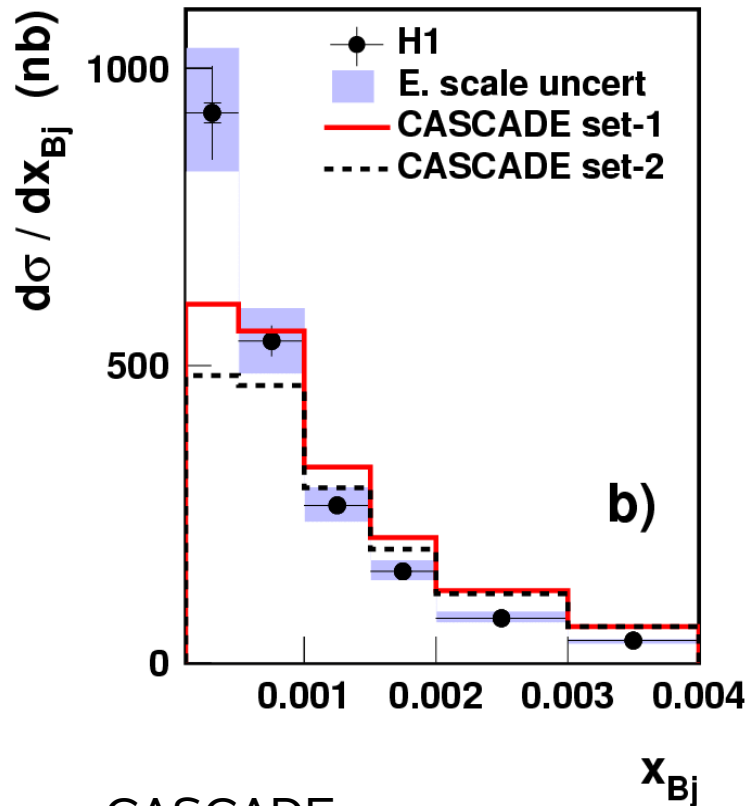 dσ / dx_Bj (nb)
1000
500
0
H1
E. scale uncert
CASCADE set-1
CASCADE set-2
b)
0.001 0.002 0.003 0.004
x_Bj
CASCADE